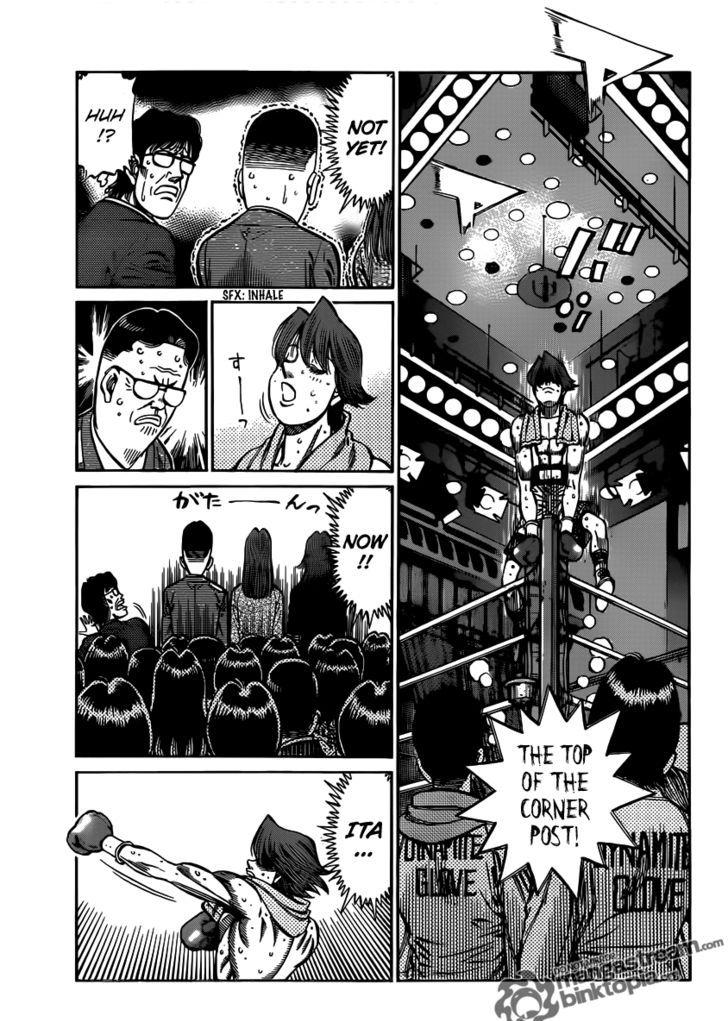 THE TOP
OF THE
CORNER
POST!
DYNAMITE
GLOVE
DYNAMITE
GLOVE
!!
!!
NOT
YET!
HUH
!?
SFX: INHALE
すーっ
NOW
!!
がたーんっ
ITA
...
mangastream.com
binktopia.com